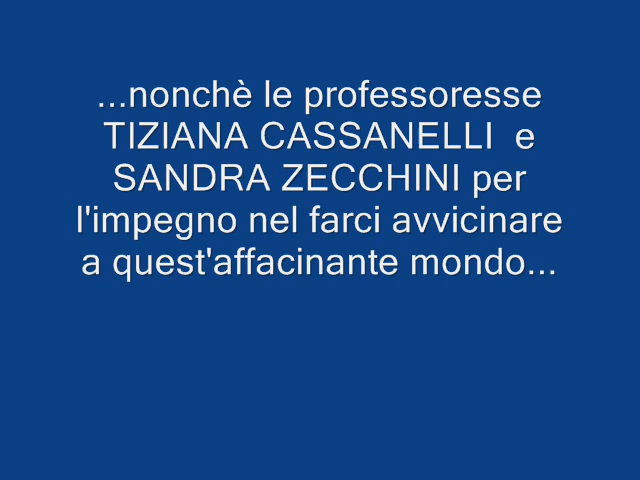 ...nonchè le professoresse
TIZIANA CASSANELLI  e
SANDRA ZECCHINI per
l'impegno nel farci avvicinare
a quest'affacinante mondo...